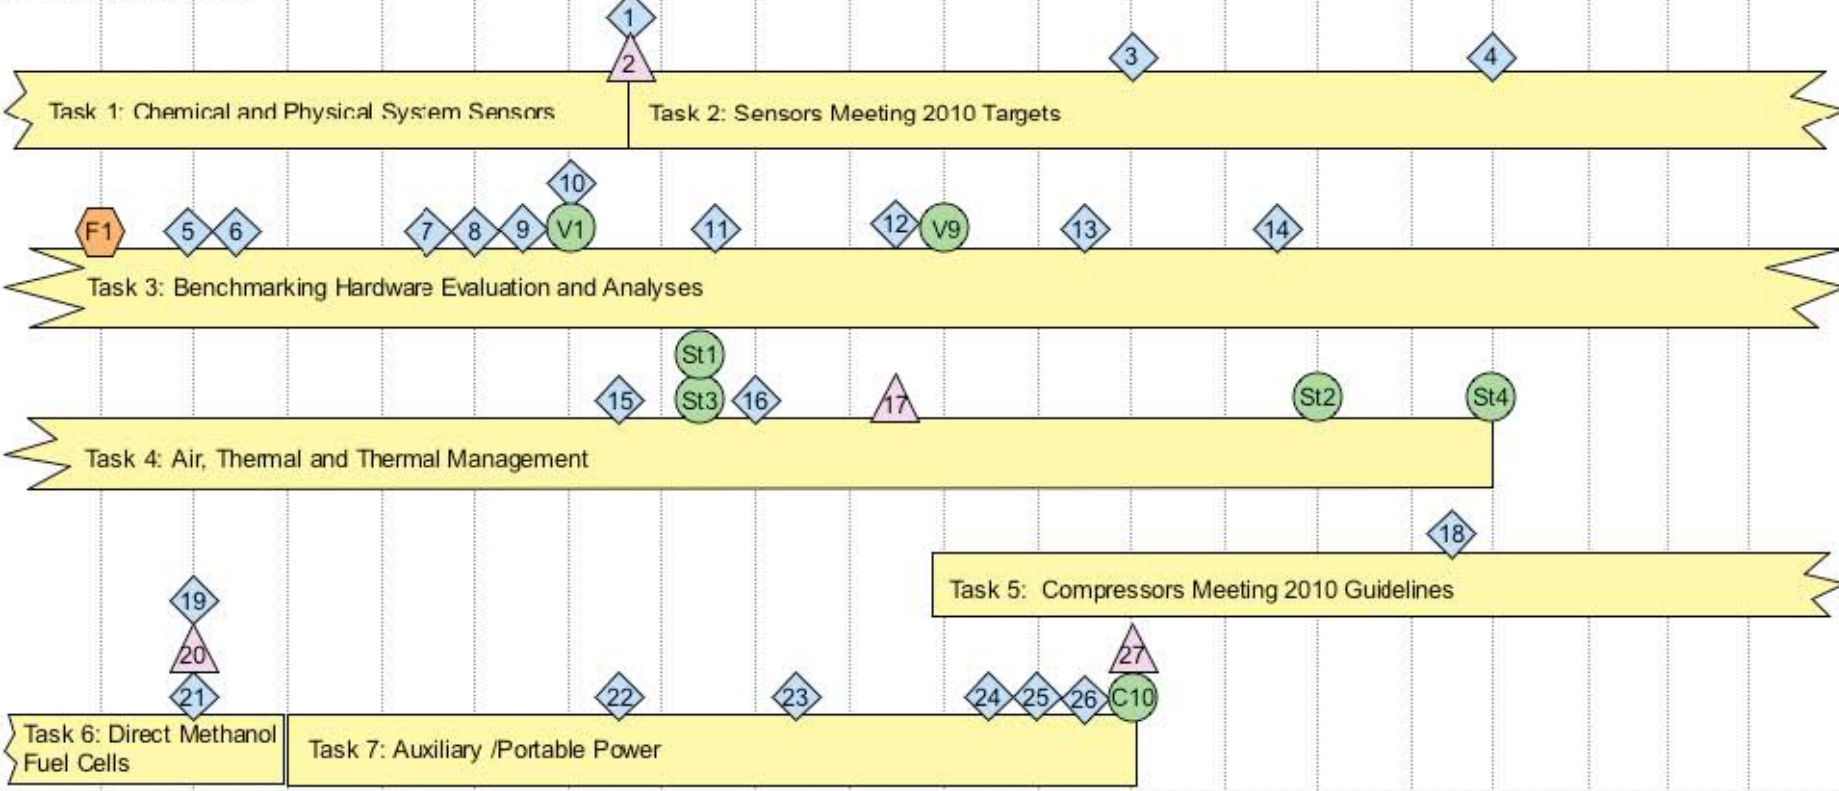 1
2
3
4
Task 1: Chemical and Physical System Sensors
Task 2: Sensors Meeting 2010 Targets
10
F1
5
6
7
8
9
V1
11
12
V9
13
14
Task 3: Benchmarking Hardware Evaluation and Analyses
St1
15
St3
16
17
St2
St4
Task 4: Air, Thermal and Thermal Management
18
Task 5: Compressors Meeting 2010 Guidelines
19
20
27
21
22
23
24
25
26
C10
Task 6: Direct Methanol
Fuel Cells
Task 7: Auxiliary /Portable Power